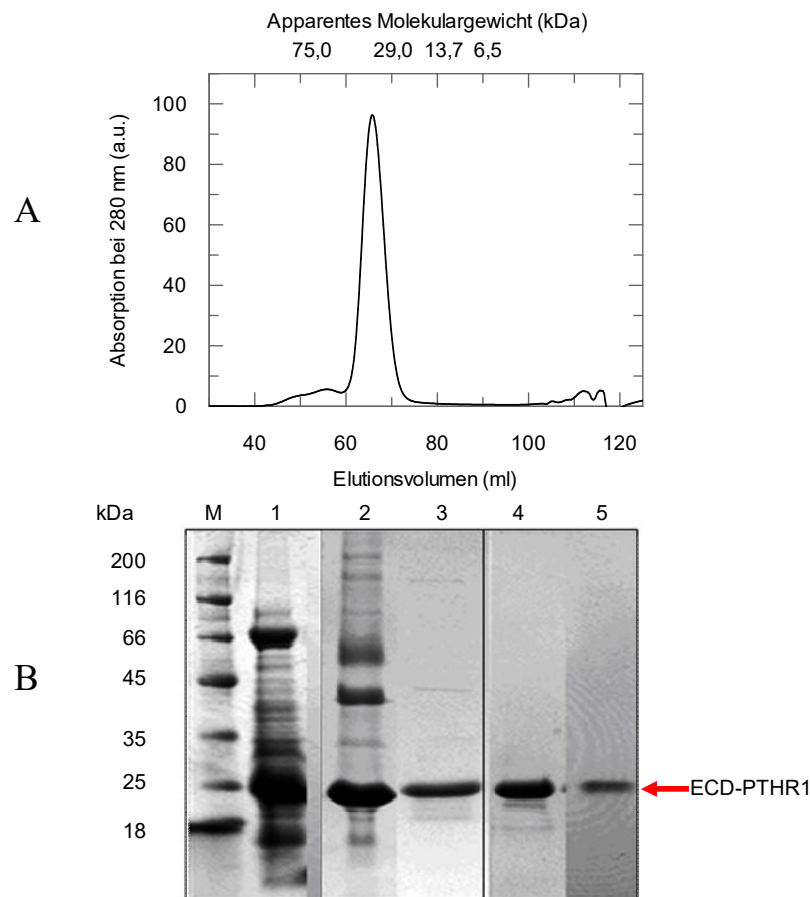 Apparentes Molekulargewicht (kDa)
75,0 29,0 13,7 6,5
A
Absorption bei 280 nm (a.u.)
100
80
60
40
20
0
40 60 80 100 120
Elutionsvolumen (ml)
B
kDa M 1 2 3 4 5
200
116
66
45
35
25 ECD-PTHR1
18